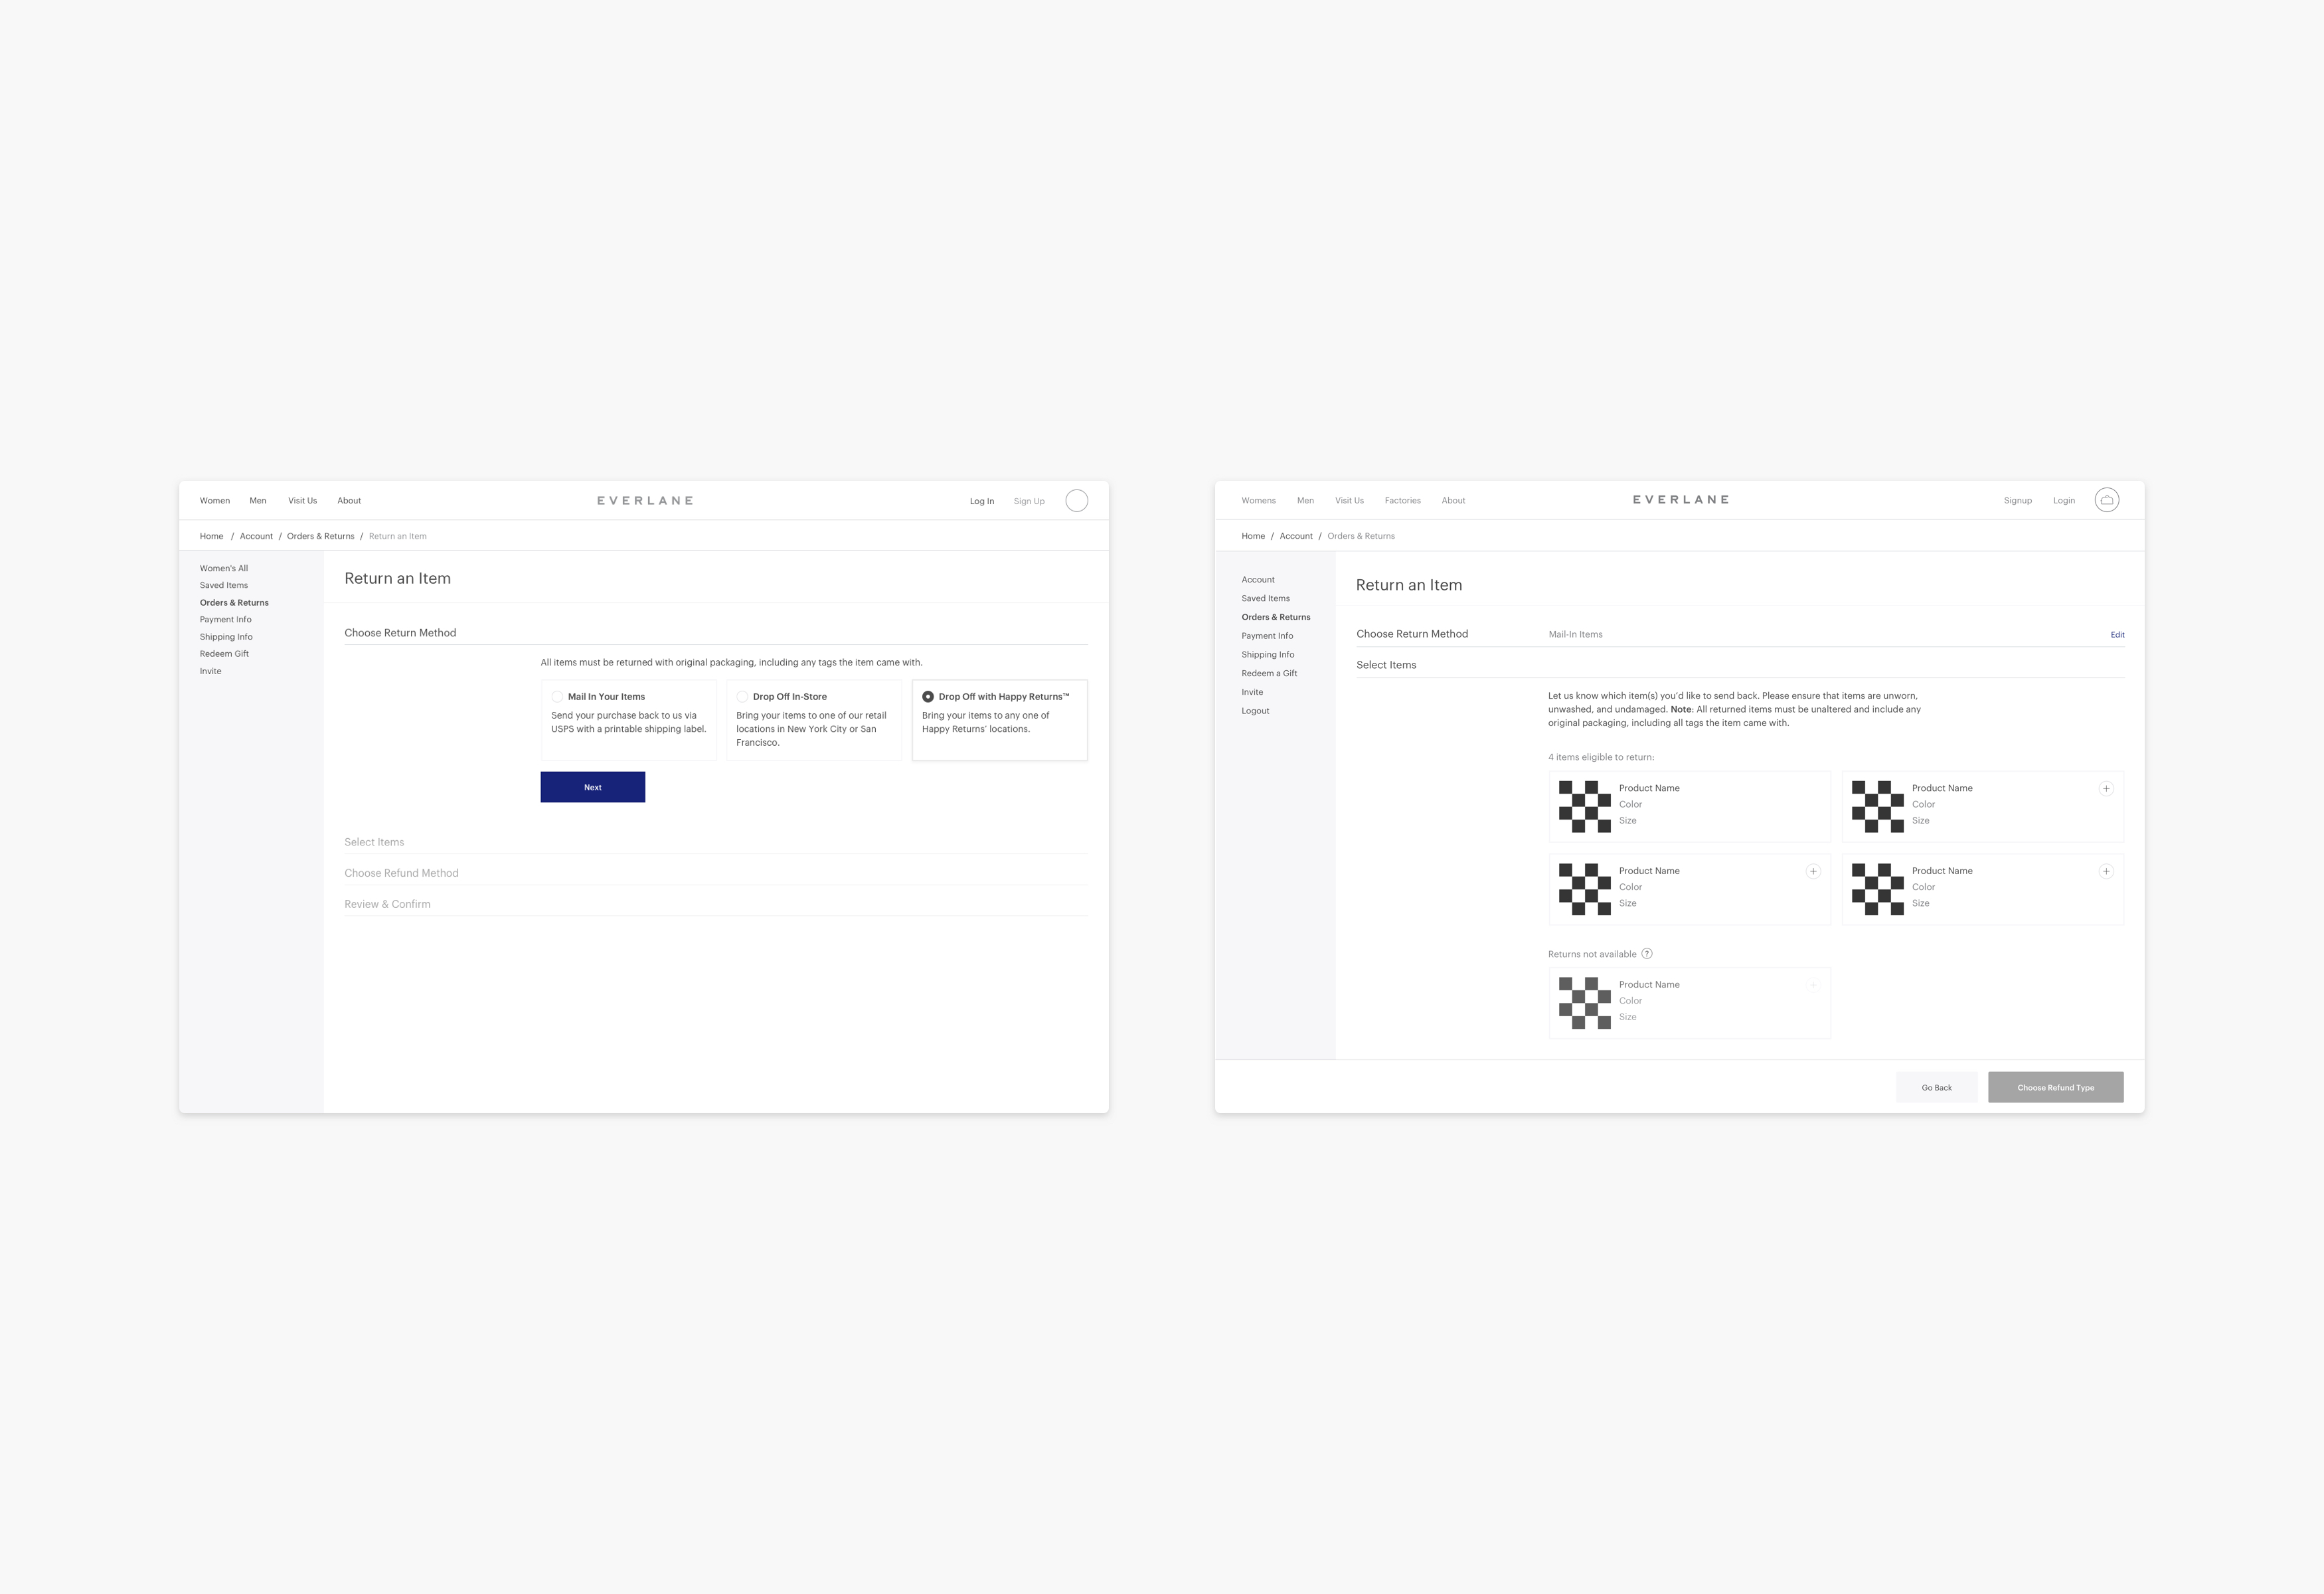 Women Men Visit Us About EVERLANE Log In Sign Up
Home / Account / Orders & Returns / Return an Item
Women's All
Saved Items
Orders & Returns
Payment Info
Shipping Info
Redeem Gift
Invite
Return an Item
Choose Return Method
All items must be returned with original packaging, including any tags the item came with.
Mail In Your Items
Send your purchase back to us via
USPS with a printable shipping label.
Drop Off In-Store
Bring your items to one of our retail
locations in New York City or San
Francisco.
Drop Off with Happy Returns™
Bring your items to any one of
Happy Returns' locations.
Next
Select Items
Choose Refund Method
Review & Confirm
Womens Men Visit Us Factories About EVERLANE Signup Login
Home / Account / Orders & Returns
Account
Saved Items
Orders & Returns
Payment Info
Shipping Info
Redeem a Gift
Invite
Logout
Return an Item
Choose Return Method Mail-In Items Edit
Select Items
Let us know which item(s) you'd like to send back. Please ensure that items are unworn,
unwashed, and undamaged. Note: All returned items must be unaltered and include any
original packaging, including all tags the item came with.
4 items eligible to return:
Product Name
Color
Size
Product Name
Color
Size
Product Name
Color
Size
Product Name
Color
Size
Returns not available ?
Product Name
Color
Size
Go Back
Choose Refund Type